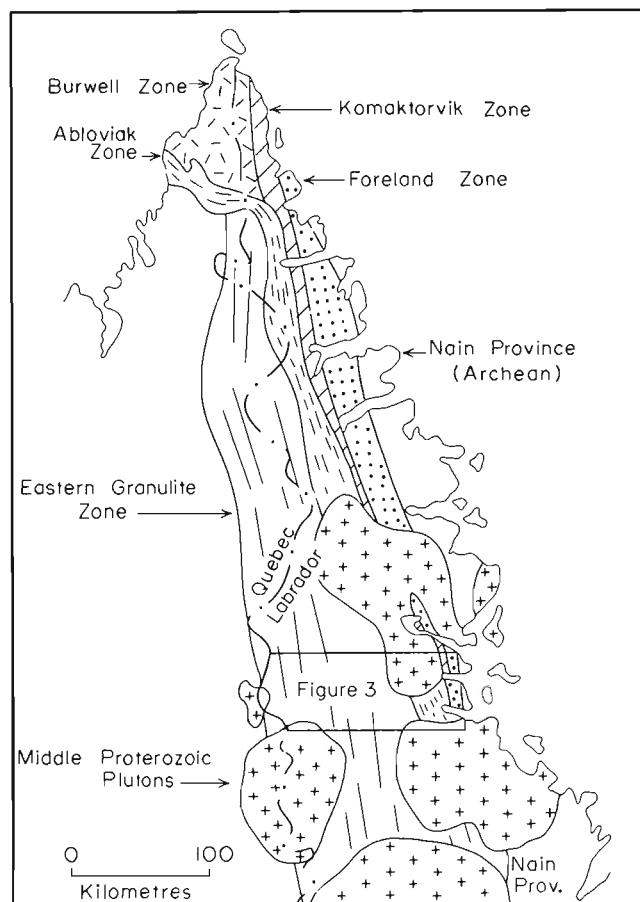 Burwell Zone
Komaktorvik Zone
Abloviak
Zone
Foreland Zone
Nain Province
(Archean)
Eastern Granulite
Zone
Quebec
Labrador
Figure 3
Middle Proterozoic
Plutons
0 100
Kilometres
Nain
Prov.